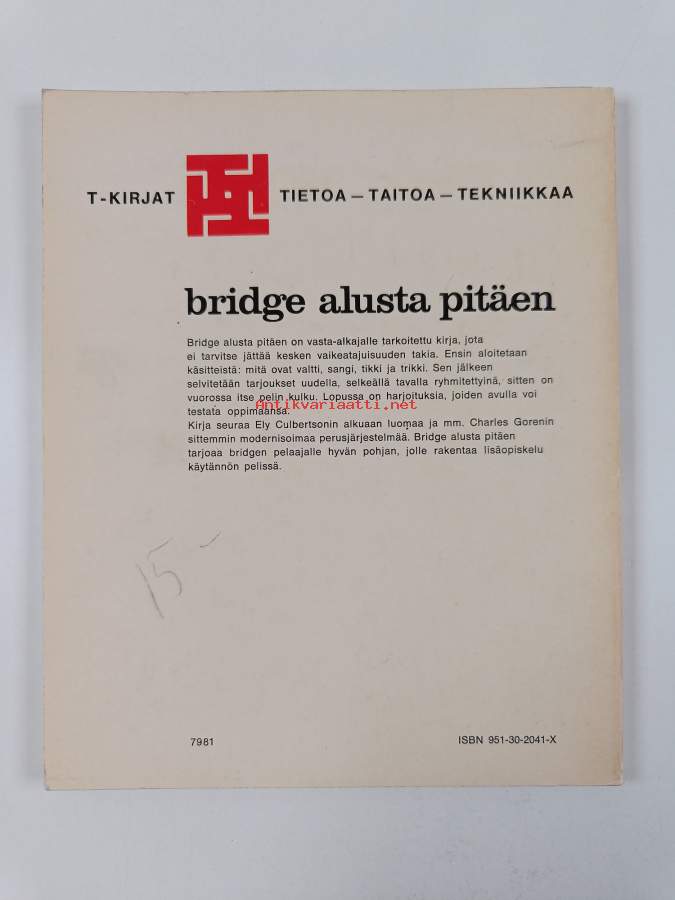 T-KIRJAT TIETOA — TAITOA — TEKNIIKKAA
bridge alusta pitäen
Bridge alusta pitäen on vasta-alkajalle tarkoitettu kirja, jota
ei tarvitse jättää kesken vaikeatajuisuuden takia. Ensin aloitetaan
käsitteistä: mitä ovat valtti, sangi, tikki ja trikki. Sen jälkeen
selvitetään tarjoukset uudella, selkeällä tavalla ryhmitettyinä, sitten on
vuorossa itse pelin kulku. Lopussa on harjoituksia, joiden avulla voi
Antikvariaatti.net
testata oppimaansa.
Kirja seuraa Ely Culbertsonin alkuaan luomaa ja mm. Charles Gorenin
sittemmin modernisoimaa perusjärjestelmää. Bridge alusta pitäen
tarjoaa bridgen pelaajalle hyvän pohjan, jolle rakentaa lisäopiskelu
käytännön pelissä.
15 -
7981 ISBN 951-30-2041-X